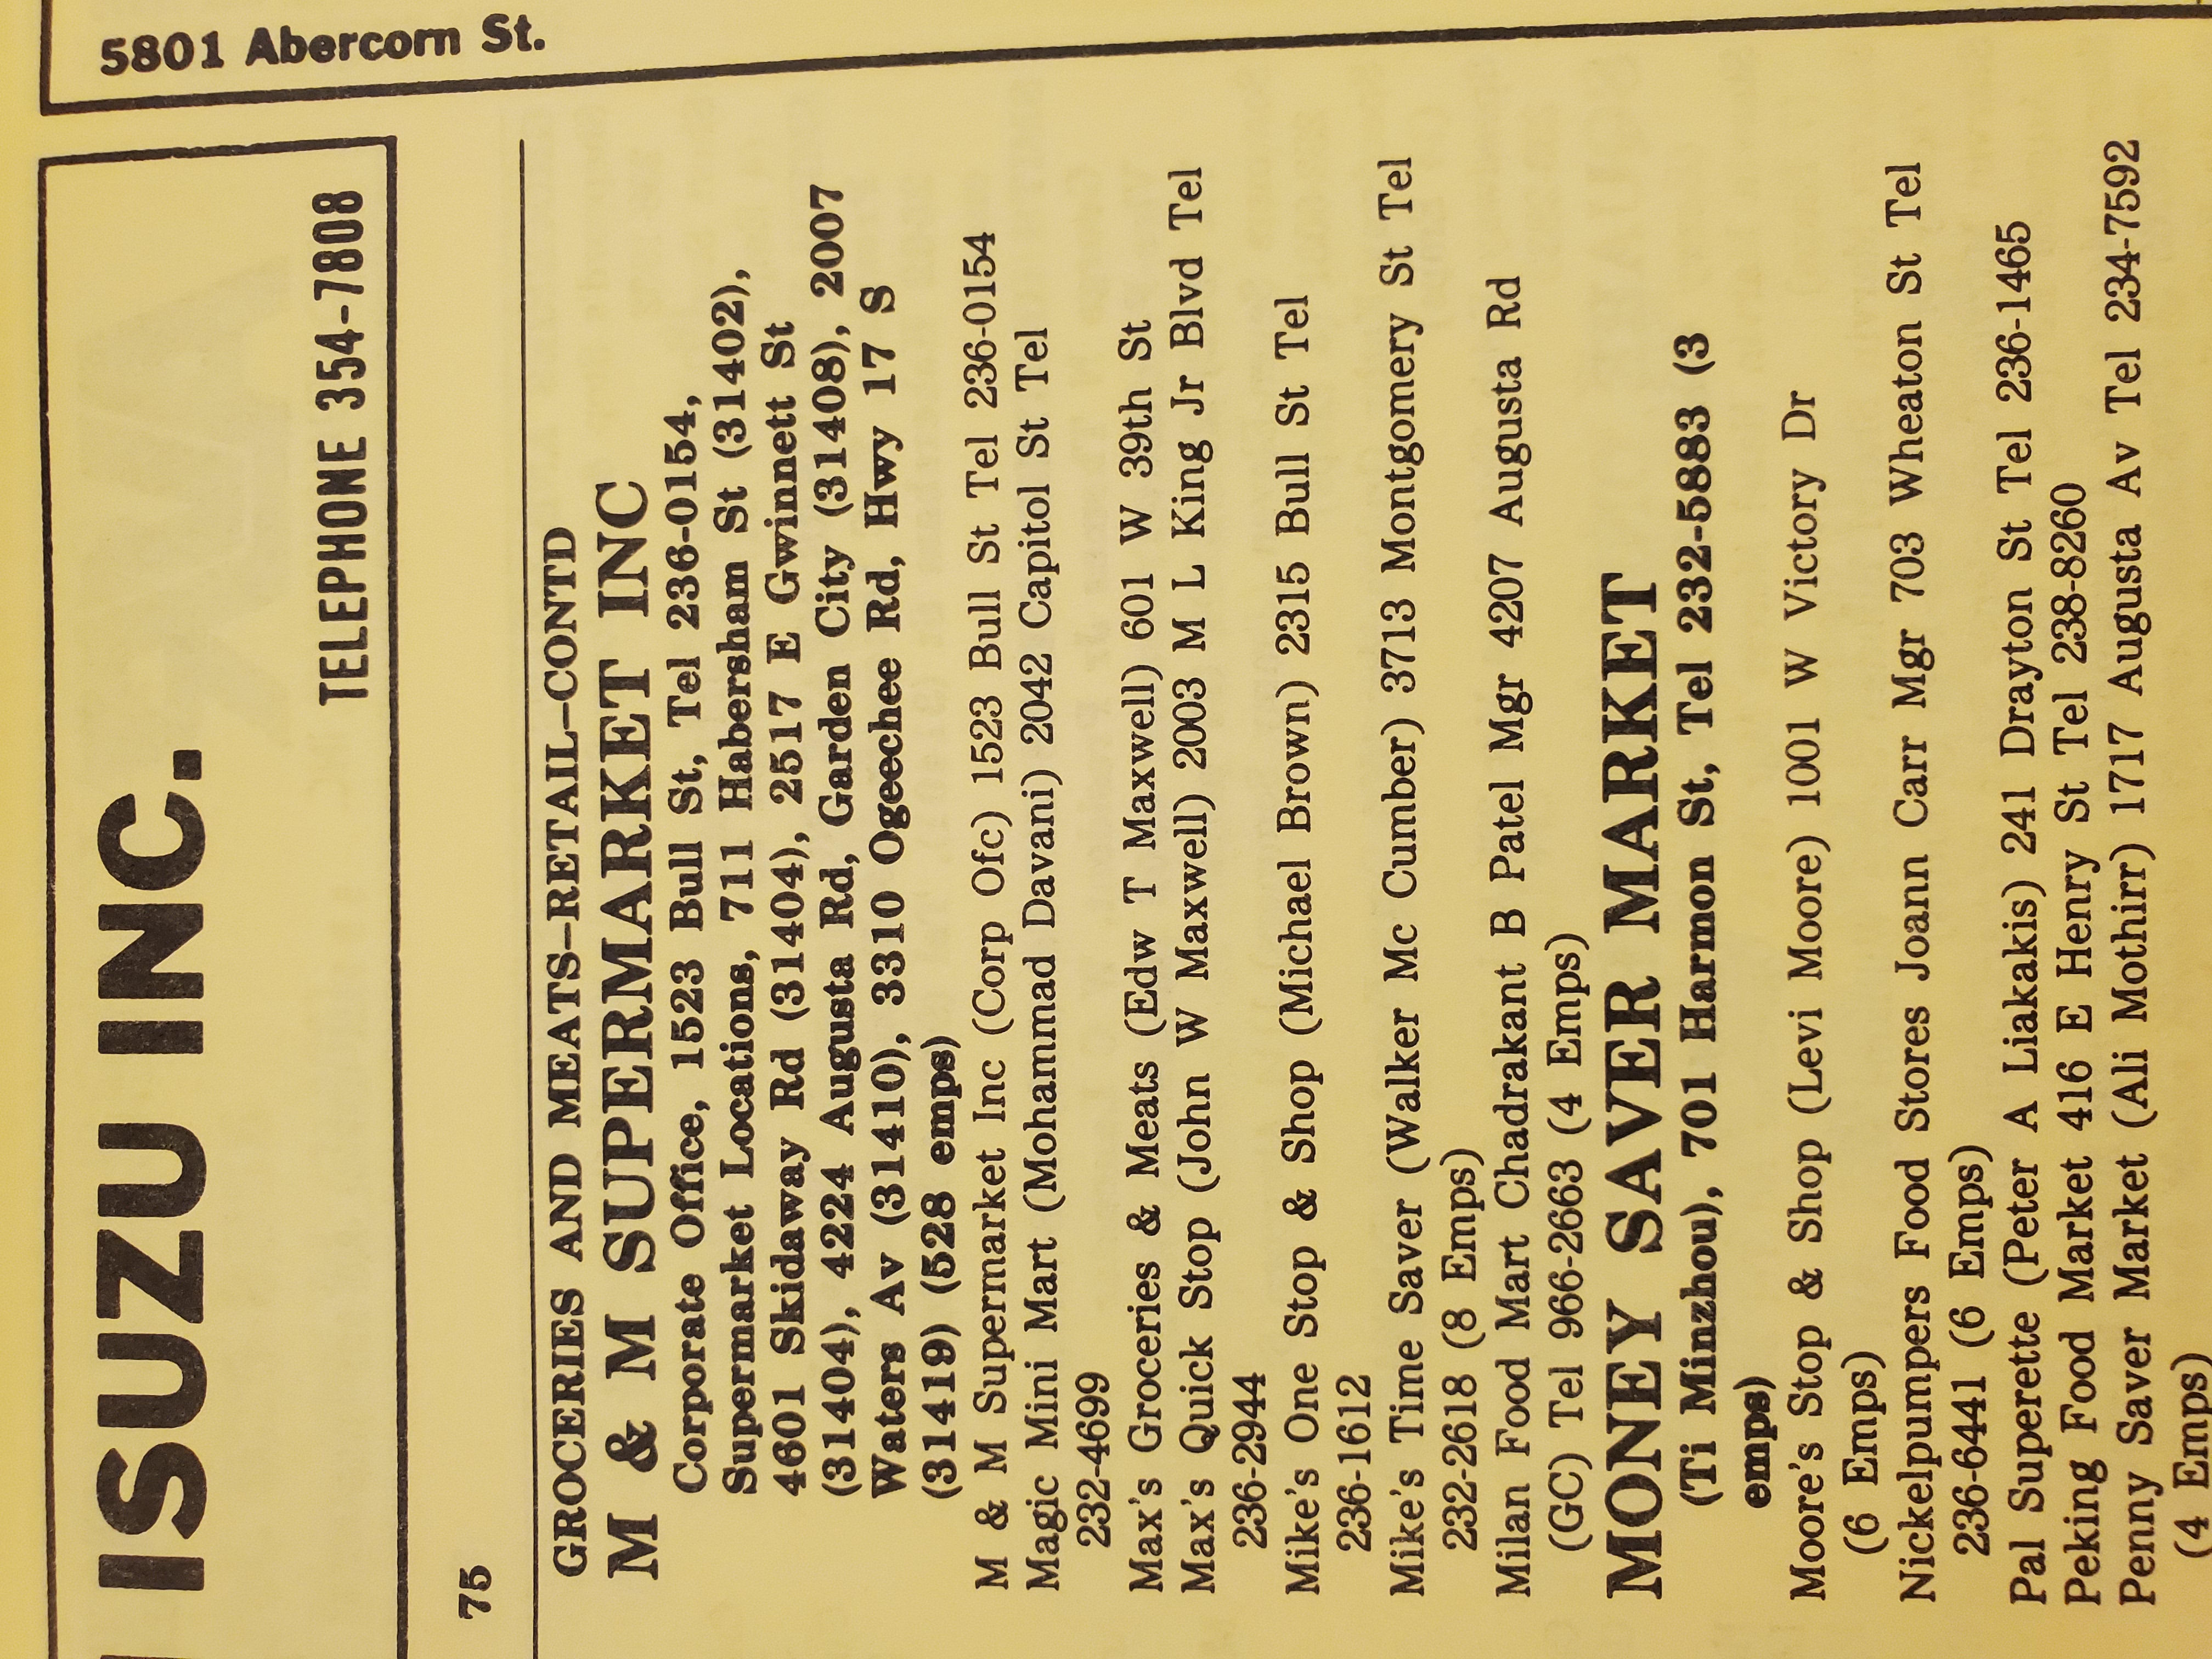 5801 Abercorn St.
ISUZU INC.
TELEPHONE 354-7808
75
GROCERIES AND MEATS–RETAIL–CONTD
M & M SUPERMARKET INC
Corporate Office, 1523 Bull St, Tel 236-0154,
Supermarket Locations, 711 Habersham St (31402),
4601 Skidaway Rd (31404), 2517 E Gwinnett St
(31404), 4224 Augusta Rd, Garden City (31408), 2007
Waters Av (31410), 3310 Ogeechee Rd, Hwy 17 S
(31419) (528 emps)
M & M Supermarket Inc (Corp Ofc) 1523 Bull St Tel 236-0154
Magic Mini Mart (Mohammad Davani) 2042 Capitol St Tel
232-4699
Max's Groceries & Meats (Edw T Maxwell) 601 W 39th St
Max's Quick Stop (John W Maxwell) 2003 M L King Jr Blvd Tel
236-2944
Mike's One Stop & Shop (Michael Brown) 2315 Bull St Tel
236-1612
Mike's Time Saver (Walker Mc Cumber) 3713 Montgomery St Tel
232-2618 (8 Emps)
Milan Food Mart Chadrakant B Patel Mgr 4207 Augusta Rd
(GC) Tel 966-2663 (4 Emps)
MONEY SAVER MARKET
(Ti Minzhou), 701 Harmon St, Tel 232-5883 (3
emps)
Moore's Stop & Shop (Levi Moore) 1001 W Victory Dr
(6 Emps)
Nickelpumpers Food Stores Joann Carr Mgr 703 Wheaton St Tel
236-6441 (6 Emps)
Pal Superette (Peter A Liakakis) 241 Drayton St Tel 236-1465
Peking Food Market 416 E Henry St Tel 238-8260
Penny Saver Market (Ali Mothirr) 1717 Augusta Av Tel 234-7592
(4 Emps)